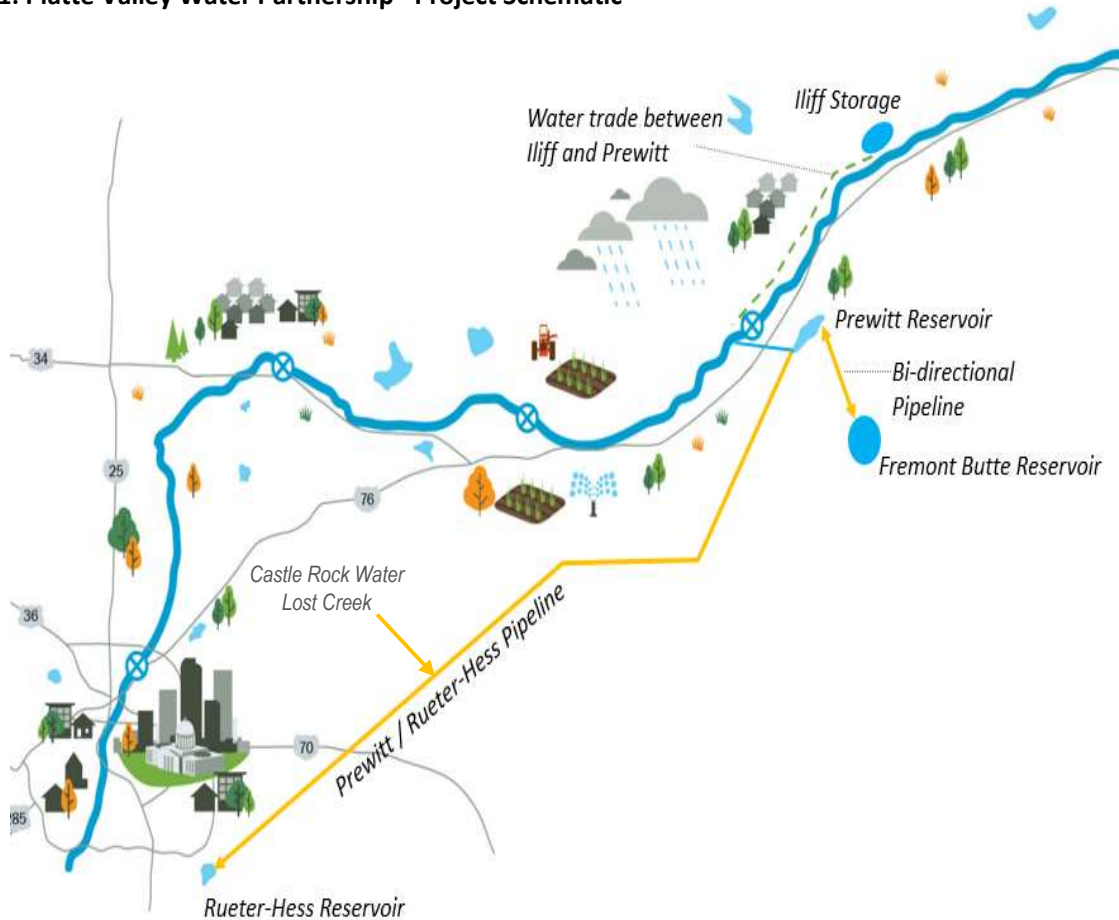 1. Platte Valley Water Partnership - Project Schematic
Iliff Storage
Water trade between
Iliff and Prewitt
Prewitt Reservoir
34
Bi-directional
Pipeline
Fremont Butte Reservoir
25
76
Castle Rock Water
Lost Creek
Prewitt / Rueter-Hess Pipeline
36
70
285
Rueter-Hess Reservoir